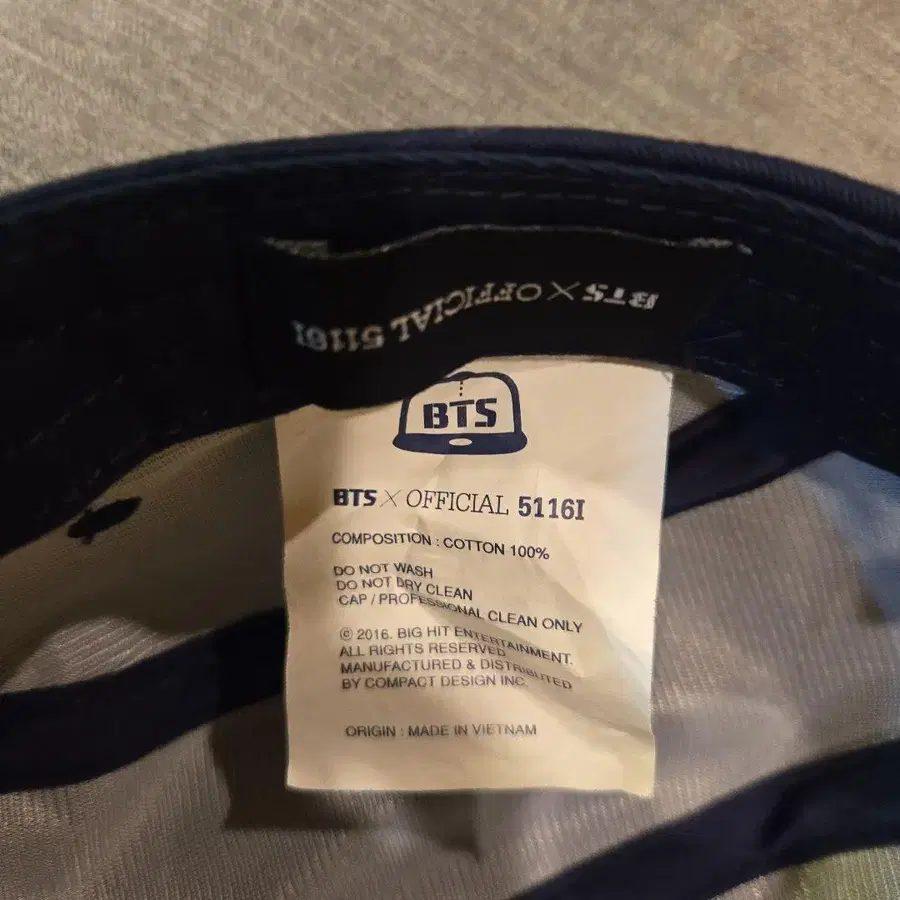 BTS X OFFICIAL 5116I
BTS
BTS X OFFICIAL 5116I
COMPOSITION : COTTON 100%
DO NOT WASH
DO NOT DRY CLEAN
CAP / PROFESSIONAL CLEAN ONLY
© 2016. BIG HIT ENTERTAINMENT.
ALL RIGHTS RESERVED
MANUFACTURED & DISTRIBUTED
BY COMPACT DESIGN INC.
ORIGIN : MADE IN VIETNAM